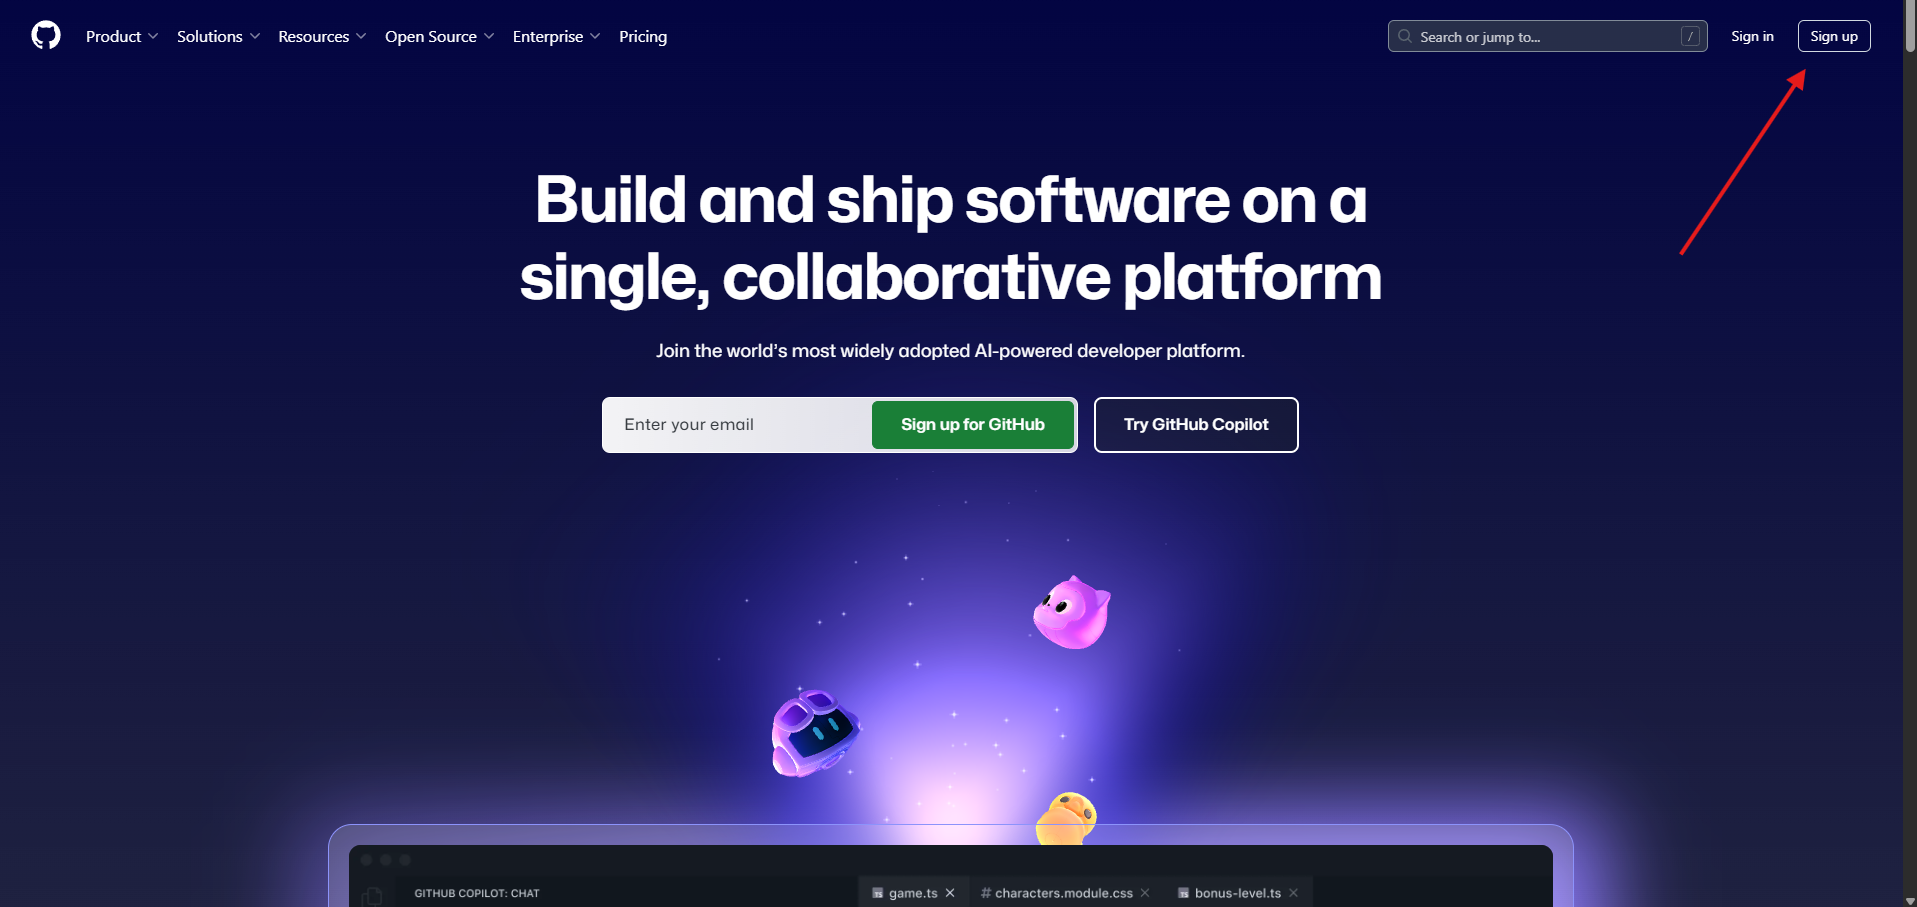 Product Solutions Resources Open Source Enterprise Pricing Search or jump to... / Sign in Sign up
Build and ship software on a
single, collaborative platform
Join the world's most widely adopted AI-powered developer platform.
Enter your email Sign up for GitHub Try GitHub Copilot
GITHUB COPILOT: CHAT TS game.ts # characters.module.css TS bonus-level.ts